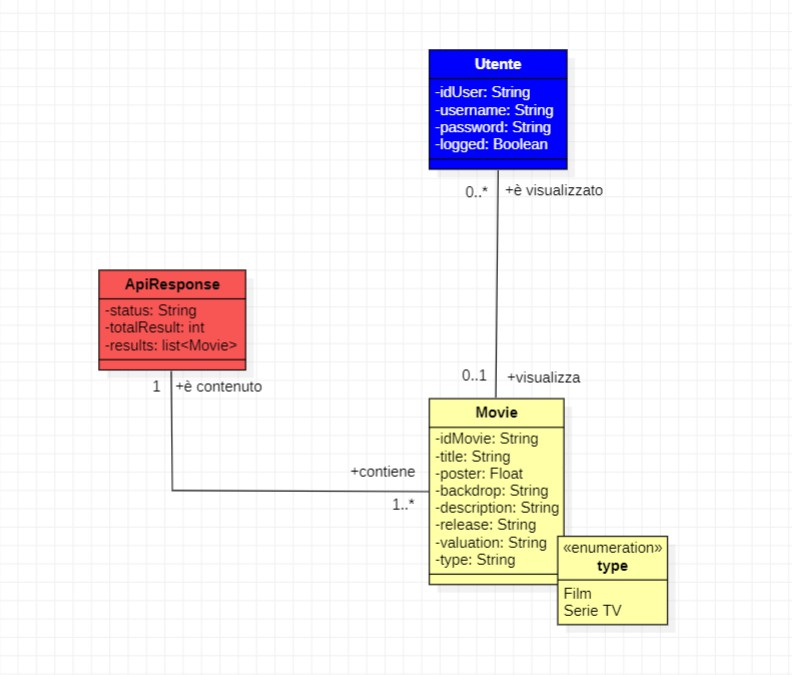 Utente
-idUser: String
-username: String
-password: String
-logged: Boolean
0..*
+è visualizzato
ApiResponse
-status: String
-totalResult: int
-results: list<Movie>
1
+è contenuto
0..1
+visualizza
Movie
-idMovie: String
-title: String
-poster: Float
-backdrop: String
-description: String
-release: String
-valuation: String
-type: String
+contiene
1..*
«enumeration»
type
Film
Serie TV